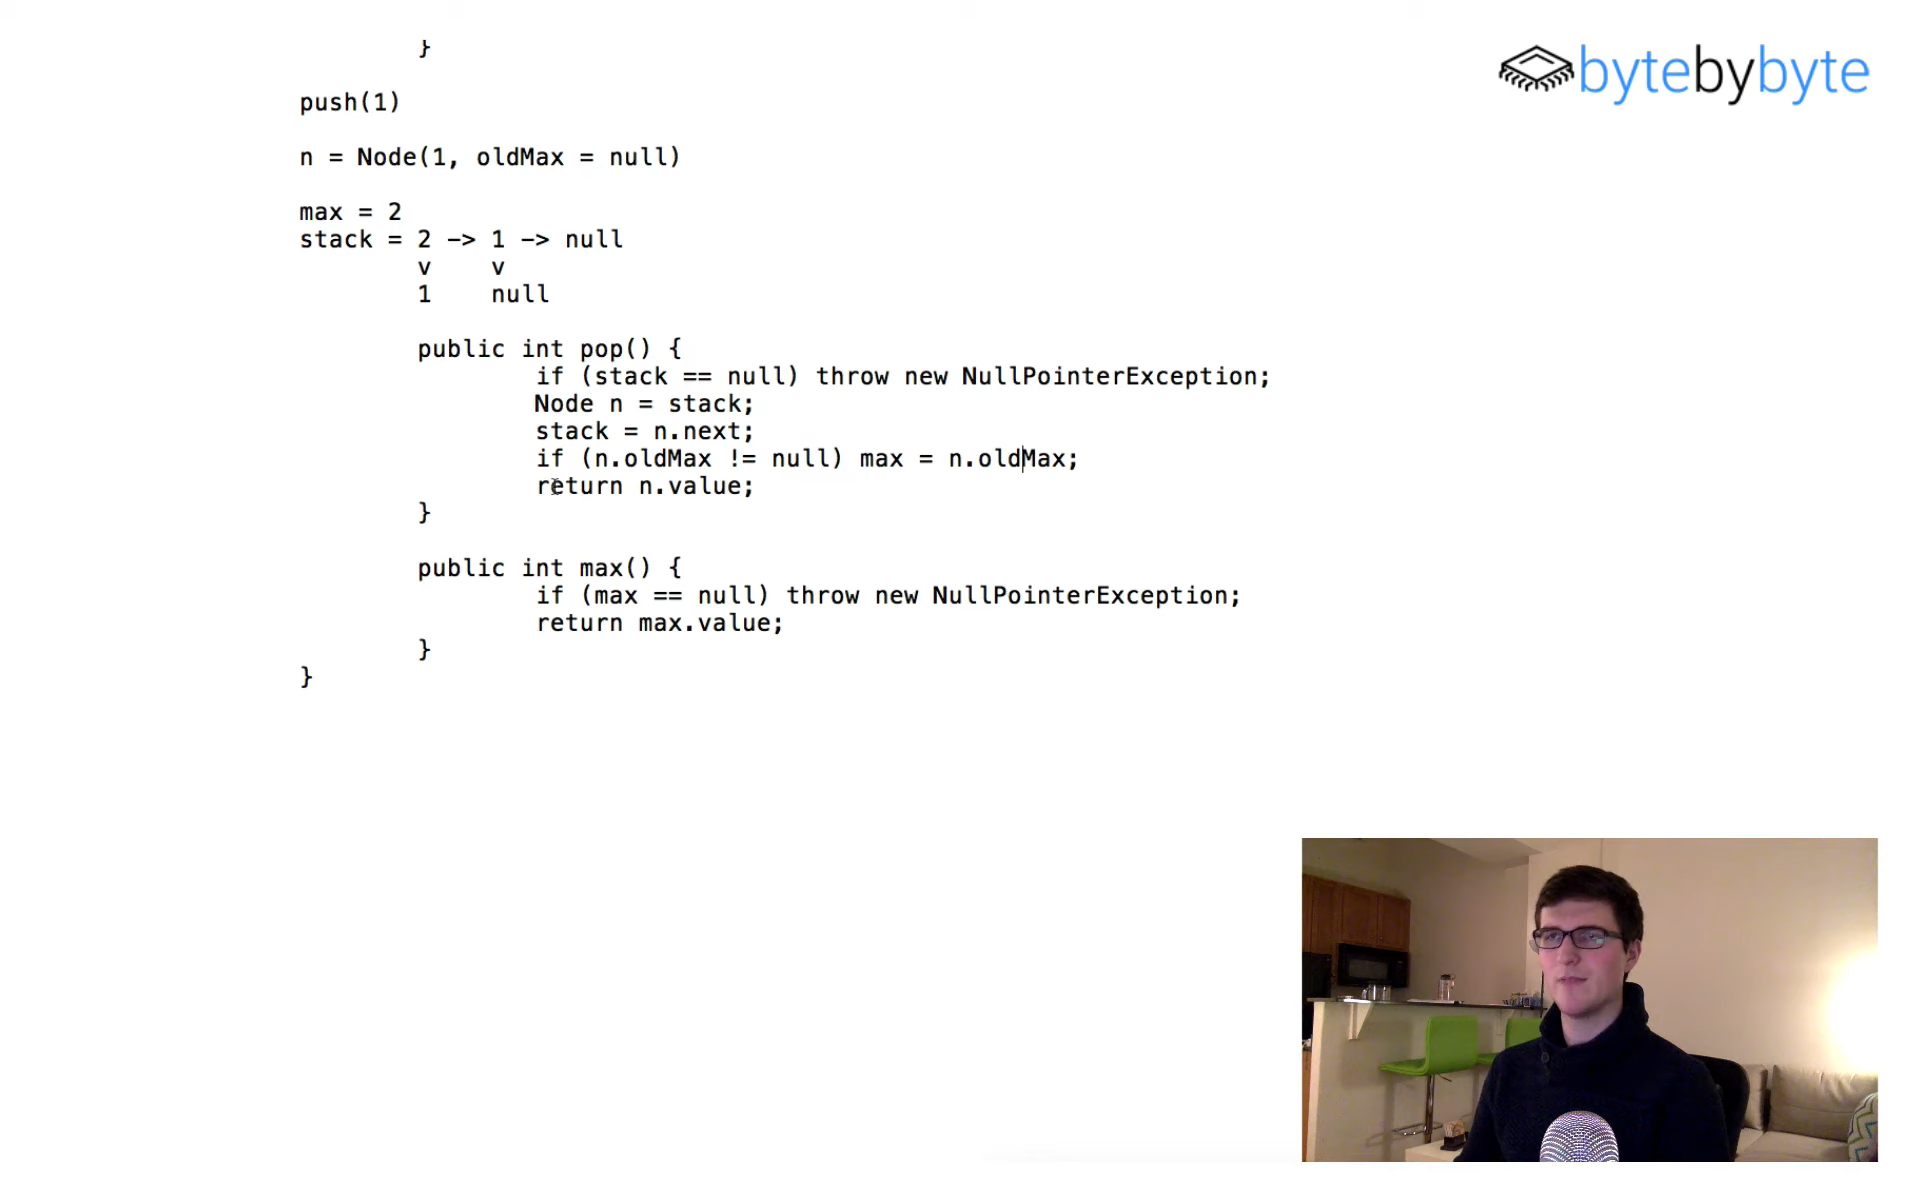 }
bytebybyte
push(1)
n = Node(1, oldMax = null)
max = 2
stack = 2 -> 1 -> null
v v
1 null
public int pop() {
if (stack == null) throw new NullPointerException;
Node n = stack;
stack = n.next;
if (n.oldMax != null) max = n.oldMax;
return n.value;
}
public int max() {
if (max == null) throw new NullPointerException;
return max.value;
}
}